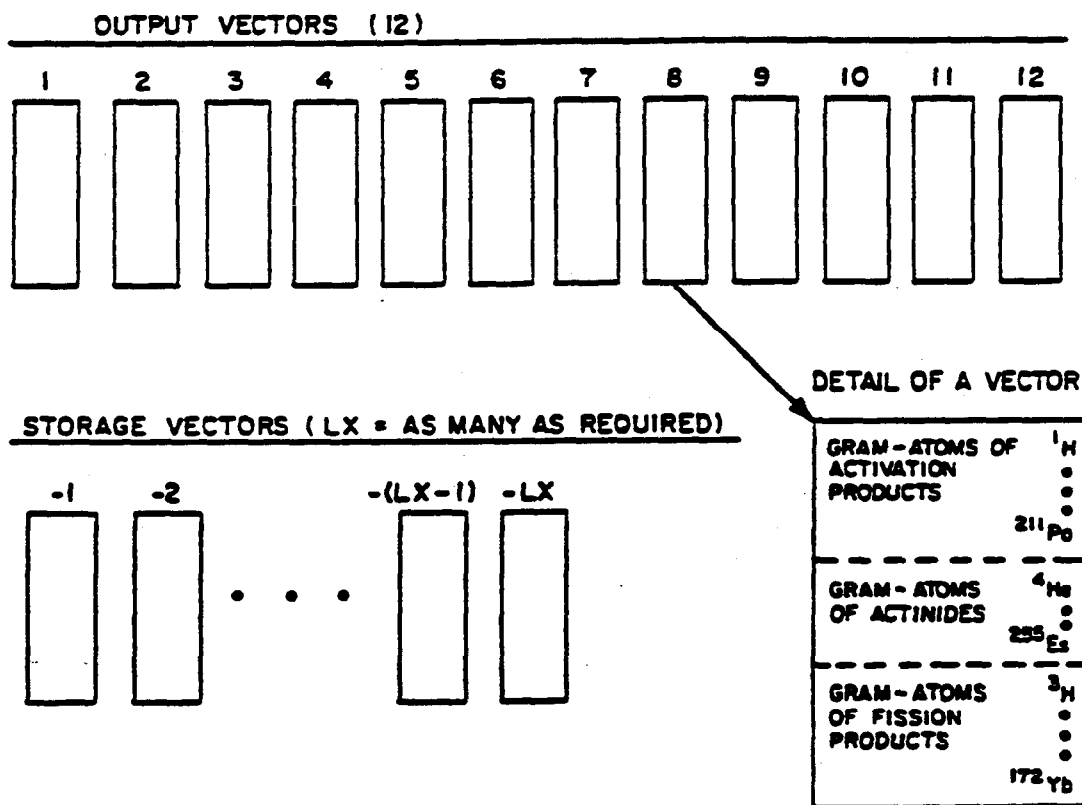 OUTPUT VECTORS (12)
1 2 3 4 5 6 7 8 9 10 11 12
DETAIL OF A VECTOR
STORAGE VECTORS (LX = AS MANY AS REQUIRED)
-1 -2 -(LX-1) -LX
GRAM-ATOMS OF ¹H
ACTIVATION
PRODUCTS
²¹¹Po
GRAM-ATOMS ⁴He
OF ACTINIDES
²⁵⁵Es
GRAM-ATOMS ³H
OF FISSION
PRODUCTS
¹⁷²Yb